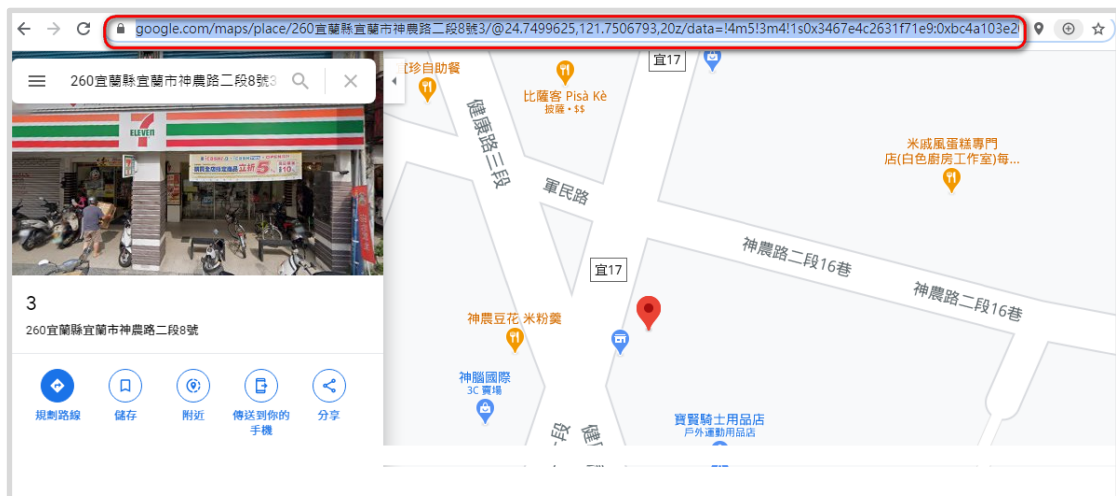 google.com/maps/place/260宜蘭縣宜蘭市神農路二段8號3/@24.7499625,121.7506793,20z/data=!4m5!3m4!1s0x3467e4c2631f71e9:0xbc4a103e2
260宜蘭縣宜蘭市神農路二段8號3
7
ELEVEN
立折5
3
260宜蘭縣宜蘭市神農路二段8號
規劃路線
儲存
附近
傳送到你的
手機
分享
宜17
珍自助餐
比薩客 Pisà Kè
披薩・$$
健康路三段
米戚風蛋糕專門
店(白色廚房工作室)每...
軍民路
神農路二段16巷
宜17
神農路二段16巷
神農豆花 米粉羹
神腦國際
3C 賣場
寶賢騎士用品店
戶外運動用品店
段
健